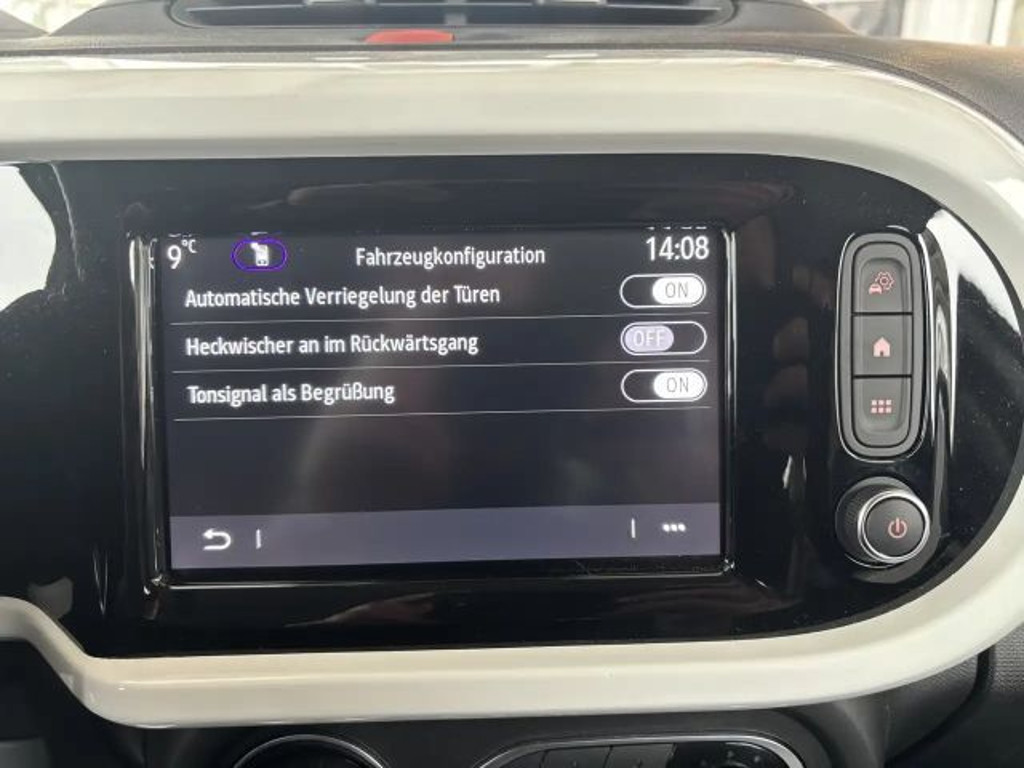 9°C Fahrzeugkonfiguration 14:08
Automatische Verriegelung der Türen ON
Heckwischer an im Rückwärtsgang OFF
Tonsignal als Begrüßung ON